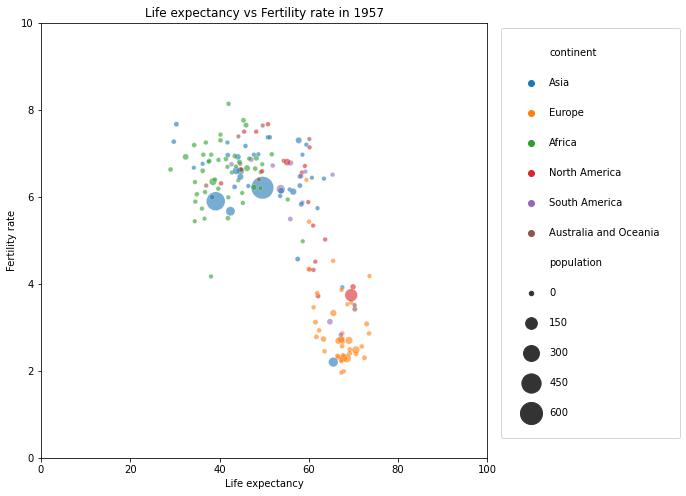 Life expectancy vs Fertility rate in 1957
10
8
6
4
2
0
Fertility rate
0 20 40 60 80 100
Life expectancy
continent
Asia
Europe
Africa
North America
South America
Australia and Oceania
population
0
150
300
450
600